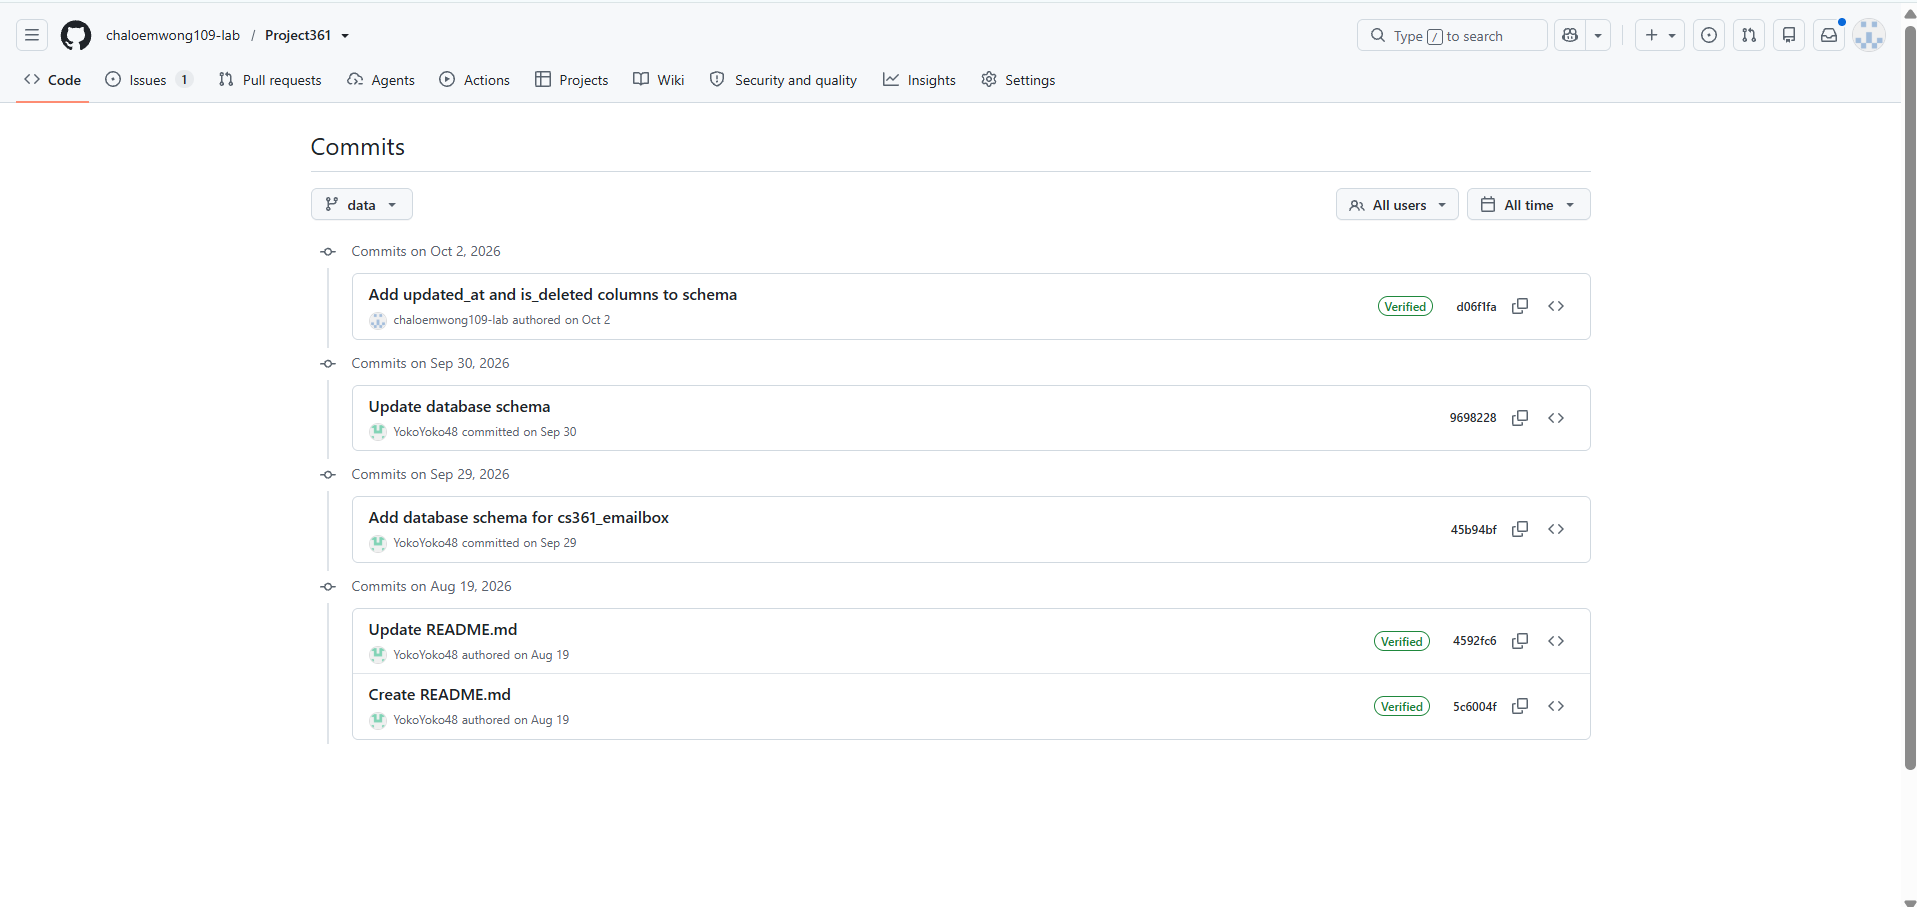 chaloemwong109-lab / Project361
Type / to search
Code
Issues 1
Pull requests
Agents
Actions
Projects
Wiki
Security and quality
Insights
Settings
Commits
data
All users
All time
Commits on Oct 2, 2026
Add updated_at and is_deleted columns to schema
chaloemwong109-lab authored on Oct 2
Verified
d06f1fa
Commits on Sep 30, 2026
Update database schema
YokoYoko48 committed on Sep 30
9698228
Commits on Sep 29, 2026
Add database schema for cs361_emailbox
YokoYoko48 committed on Sep 29
45b94bf
Commits on Aug 19, 2026
Update README.md
YokoYoko48 authored on Aug 19
Verified
4592fc6
Create README.md
YokoYoko48 authored on Aug 19
Verified
5c6004f